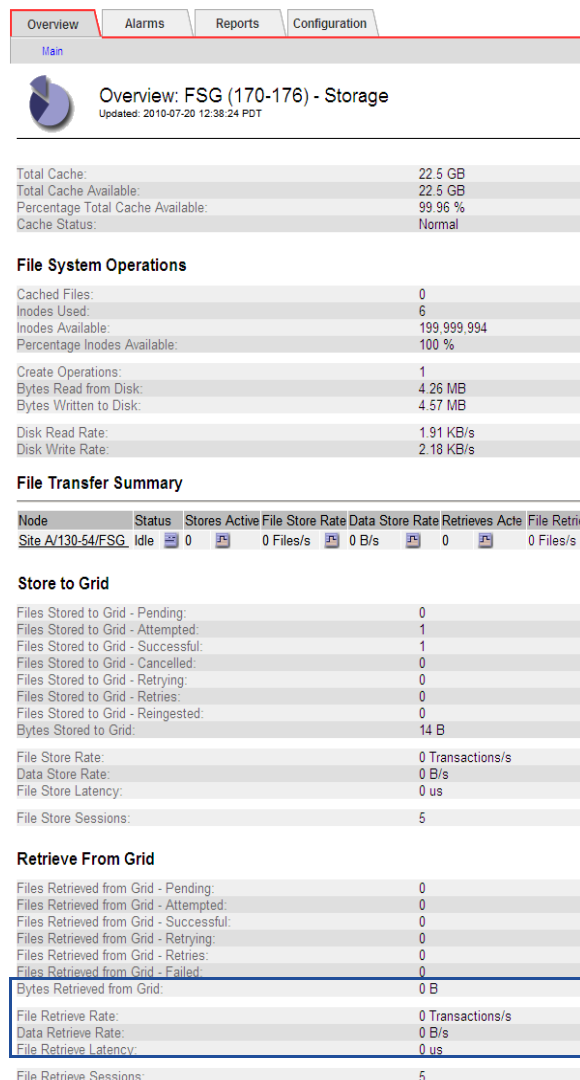 Overview Alarms Reports Configuration
Main
Overview: FSG (170-176) - Storage
Updated: 2010-07-20 12:38:24 PDT
Total Cache: 22.5 GB
Total Cache Available: 22.5 GB
Percentage Total Cache Available: 99.96 %
Cache Status: Normal
File System Operations
Cached Files: 0
Inodes Used: 6
Inodes Available: 199,999,994
Percentage Inodes Available: 100 %
Create Operations: 1
Bytes Read from Disk: 4.26 MB
Bytes Written to Disk: 4.57 MB
Disk Read Rate: 1.91 KB/s
Disk Write Rate: 2.18 KB/s
File Transfer Summary
Node Status Stores Active File Store Rate Data Store Rate Retrieves Acte File Retri
Site A/130-54/FSG Idle 0 0 Files/s 0 B/s 0 0 Files/s
Store to Grid
Files Stored to Grid - Pending: 0
Files Stored to Grid - Attempted: 1
Files Stored to Grid - Successful: 1
Files Stored to Grid - Cancelled: 0
Files Stored to Grid - Retrying: 0
Files Stored to Grid - Retries: 0
Files Stored to Grid - Reingested: 0
Bytes Stored to Grid: 14 B
File Store Rate: 0 Transactions/s
Data Store Rate: 0 B/s
File Store Latency: 0 us
File Store Sessions: 5
Retrieve From Grid
Files Retrieved from Grid - Pending: 0
Files Retrieved from Grid - Attempted: 0
Files Retrieved from Grid - Successful: 0
Files Retrieved from Grid - Retrying: 0
Files Retrieved from Grid - Retries: 0
Files Retrieved from Grid - Failed: 0
Bytes Retrieved from Grid: 0 B
File Retrieve Rate: 0 Transactions/s
Data Retrieve Rate: 0 B/s
File Retrieve Latency: 0 us
File Retrieve Sessions: 5